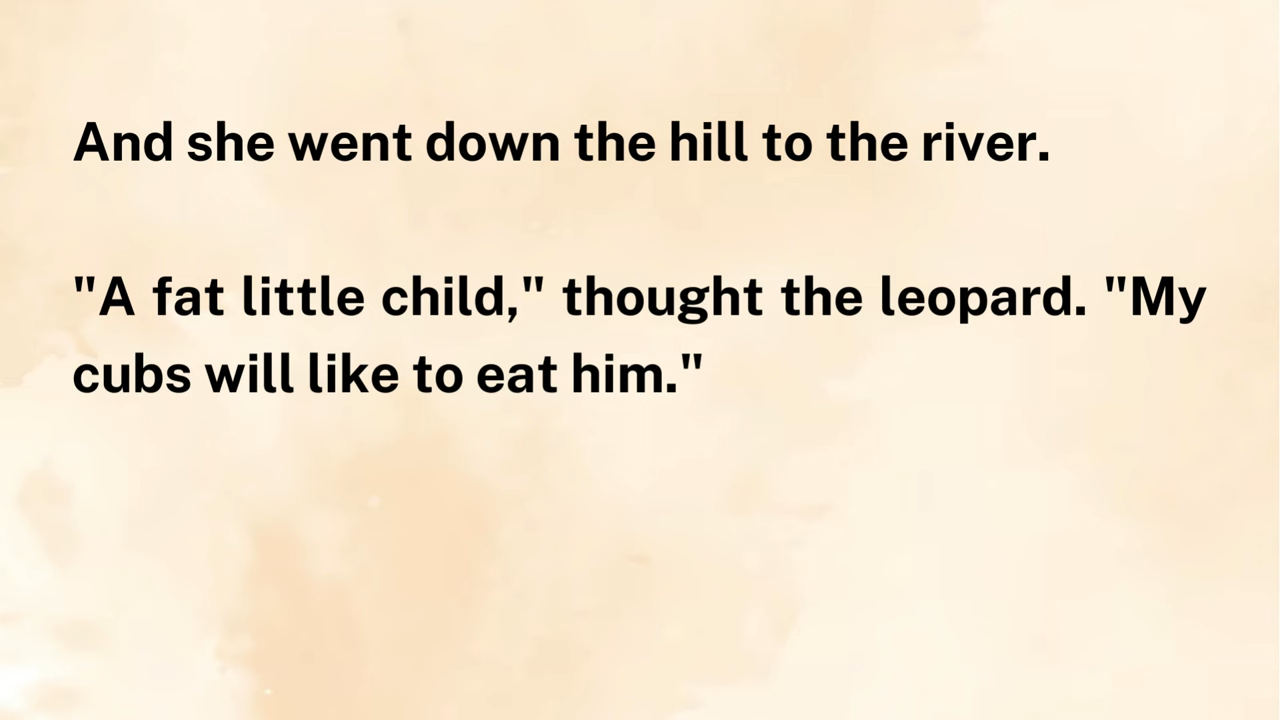 And she went down the hill to the river.
"A fat little child," thought the leopard. "My
cubs will like to eat him."